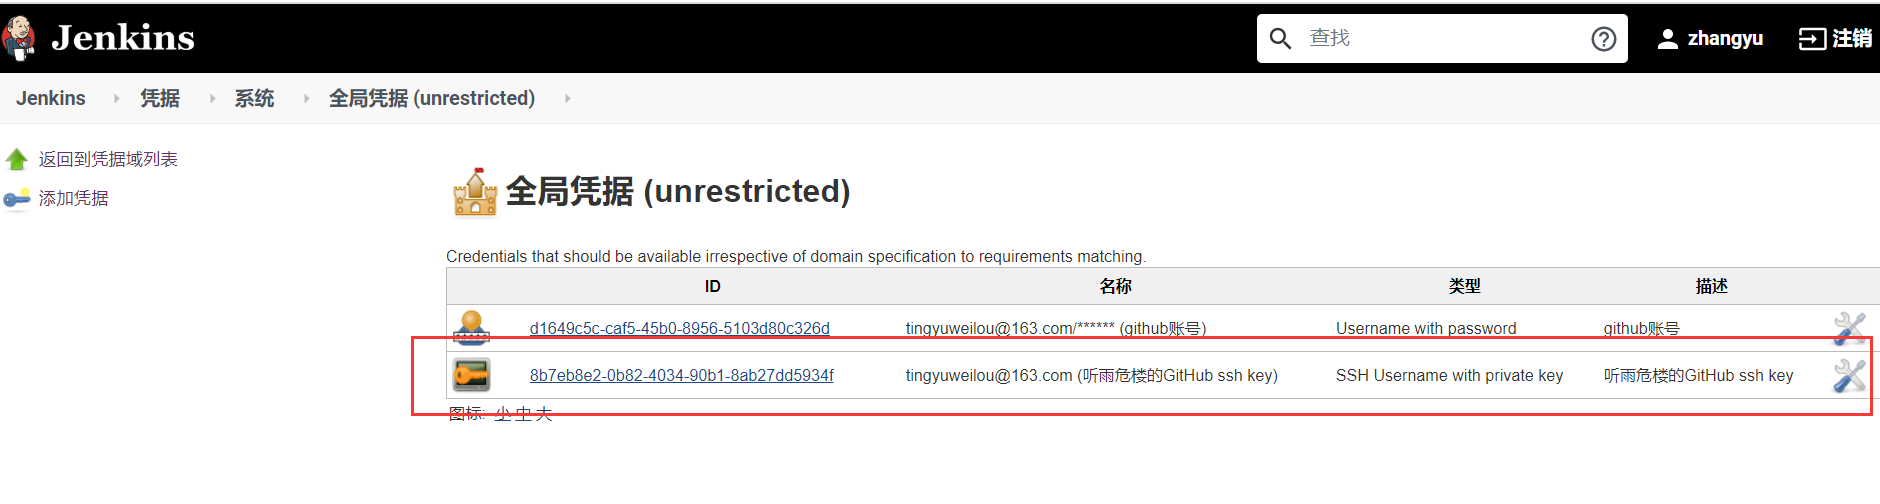 Jenkins
查找
zhangyu
注销
Jenkins 凭据 系统 全局凭据 (unrestricted)
返回到凭据域列表
添加凭据
全局凭据 (unrestricted)
Credentials that should be available irrespective of domain specification to requirements matching.
ID 名称 类型 描述
d1649c5c-caf5-45b0-8956-5103d80c326d tingyuweilou@163.com/****** (github账号) Username with password github账号
8b7eb8e2-0b82-4034-90b1-8ab27dd5934f tingyuweilou@163.com (听雨危楼的GitHub ssh key) SSH Username with private key 听雨危楼的GitHub ssh key
图标: 小 中 大